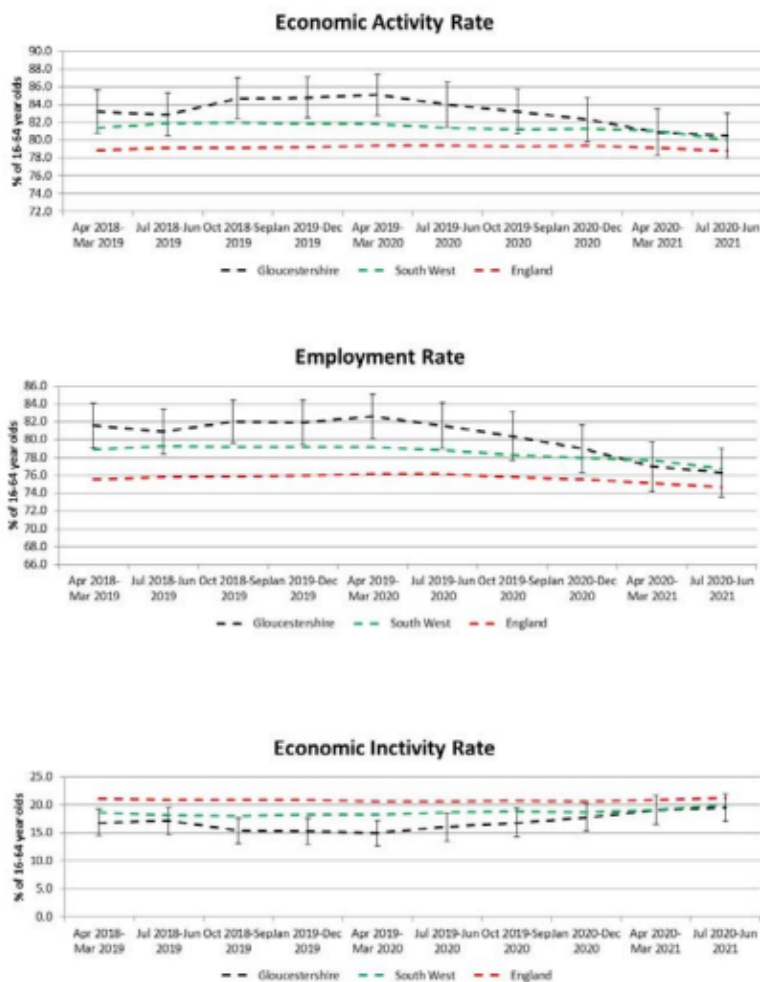 Economic Activity Rate
% of 16-64 year olds
90.0
88.0
86.0
84.0
82.0
80.0
78.0
76.0
74.0
72.0
Apr 2018- Jul 2018-Jun Oct 2018-Sep Jan 2019-Dec Apr 2019- Jul 2019-Jun Oct 2019-Sep Jan 2020-Dec Apr 2020- Jul 2020-Jun
Mar 2019 2019 2019 2019 Mar 2020 2020 2020 2020 Mar 2021 2021
Gloucestershire South West England
Employment Rate
% of 16-64 year olds
86.0
84.0
82.0
80.0
78.0
76.0
74.0
72.0
70.0
68.0
66.0
Apr 2018- Jul 2018-Jun Oct 2018-Sep Jan 2019-Dec Apr 2019- Jul 2019-Jun Oct 2019-Sep Jan 2020-Dec Apr 2020- Jul 2020-Jun
Mar 2019 2019 2019 2019 Mar 2020 2020 2020 2020 Mar 2021 2021
Gloucestershire South West England
Economic Inctivity Rate
% of 16-64 year olds
25.0
20.0
15.0
10.0
5.0
0.0
Apr 2018- Jul 2018-Jun Oct 2018-Sep Jan 2019-Dec Apr 2019- Jul 2019-Jun Oct 2019-Sep Jan 2020-Dec Apr 2020- Jul 2020-Jun
Mar 2019 2019 2019 2019 Mar 2020 2020 2020 2020 Mar 2021 2021
Gloucestershire South West England